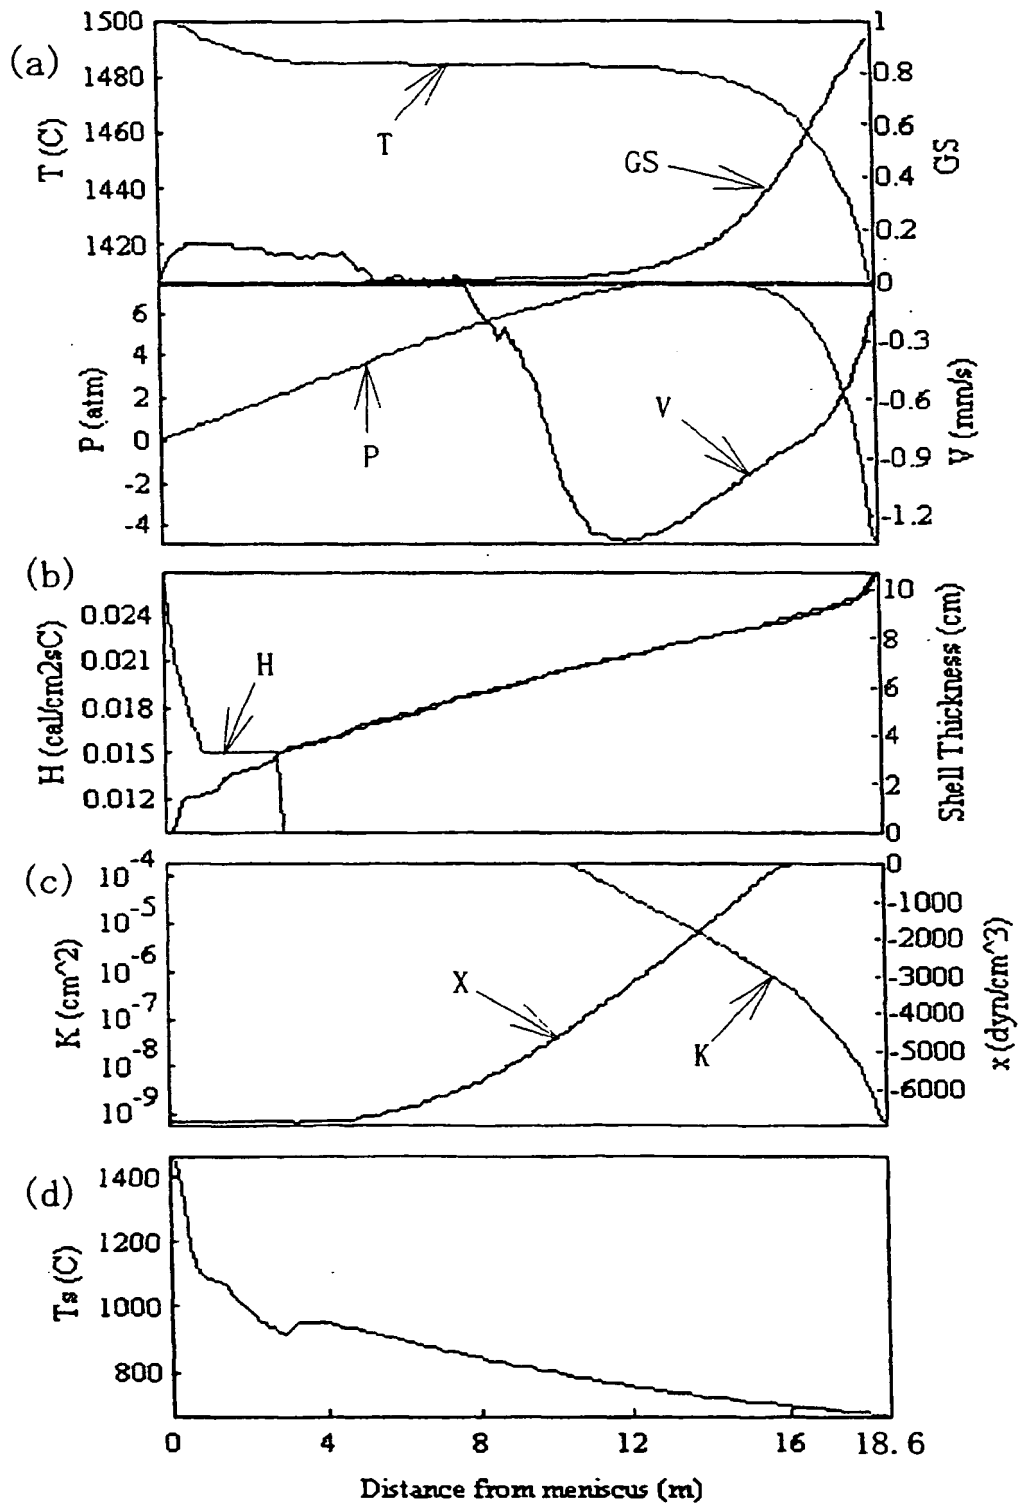 (a)
1500
1480
1460
1440
1420
T (C)
T
GS
1
0.8
0.6
0.4
0.2
0
GS
6
4
2
0
-2
-4
P (atm)
P
V
-0.3
-0.6
-0.9
-1.2
V (mm/s)
(b)
0.024
0.021
0.018
0.015
0.012
H (cal/cm2sC)
H
10
8
6
4
2
0
Shell Thickness (cm)
(c)
10^-4
10^-5
10^-6
10^-7
10^-8
10^-9
K (cm^2)
X
K
0
-1000
-2000
-3000
-4000
-5000
-6000
x (dyn/cm^3)
(d)
1400
1200
1000
800
Ts (C)
0 4 8 12 16 18.6
Distance from meniscus (m)